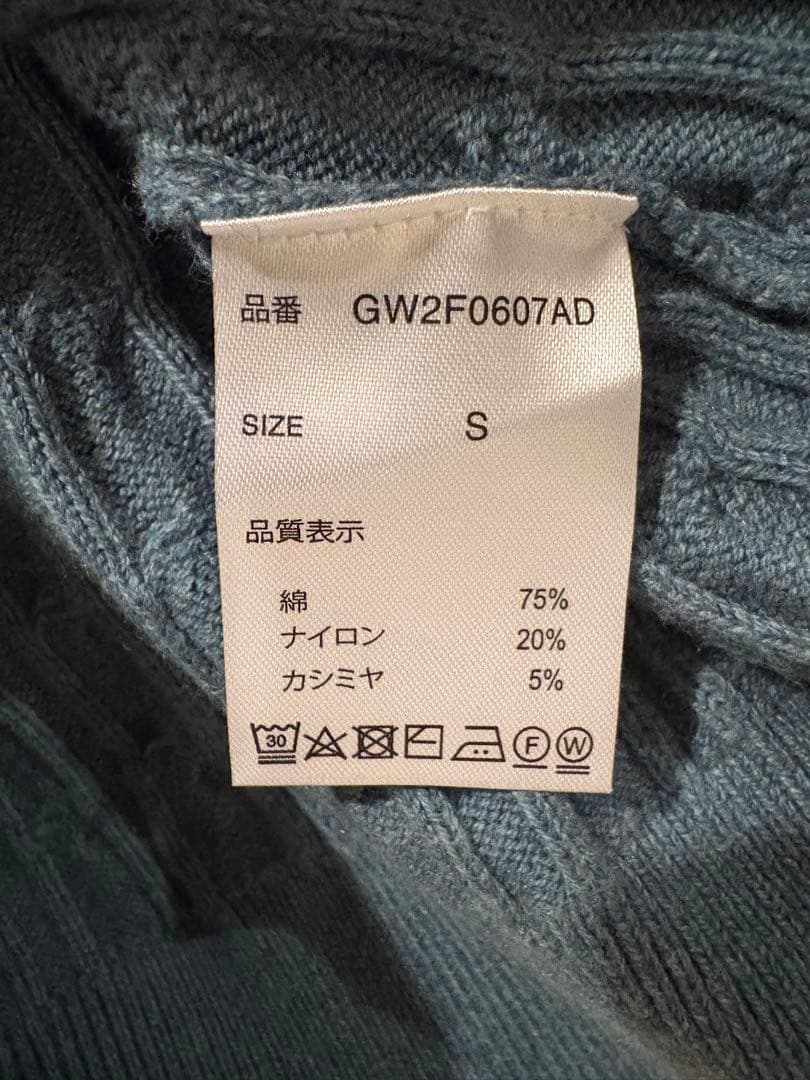 品番 GW2F0607AD
SIZE S
品質表示
綿 75%
ナイロン 20%
カシミヤ 5%
30 F W